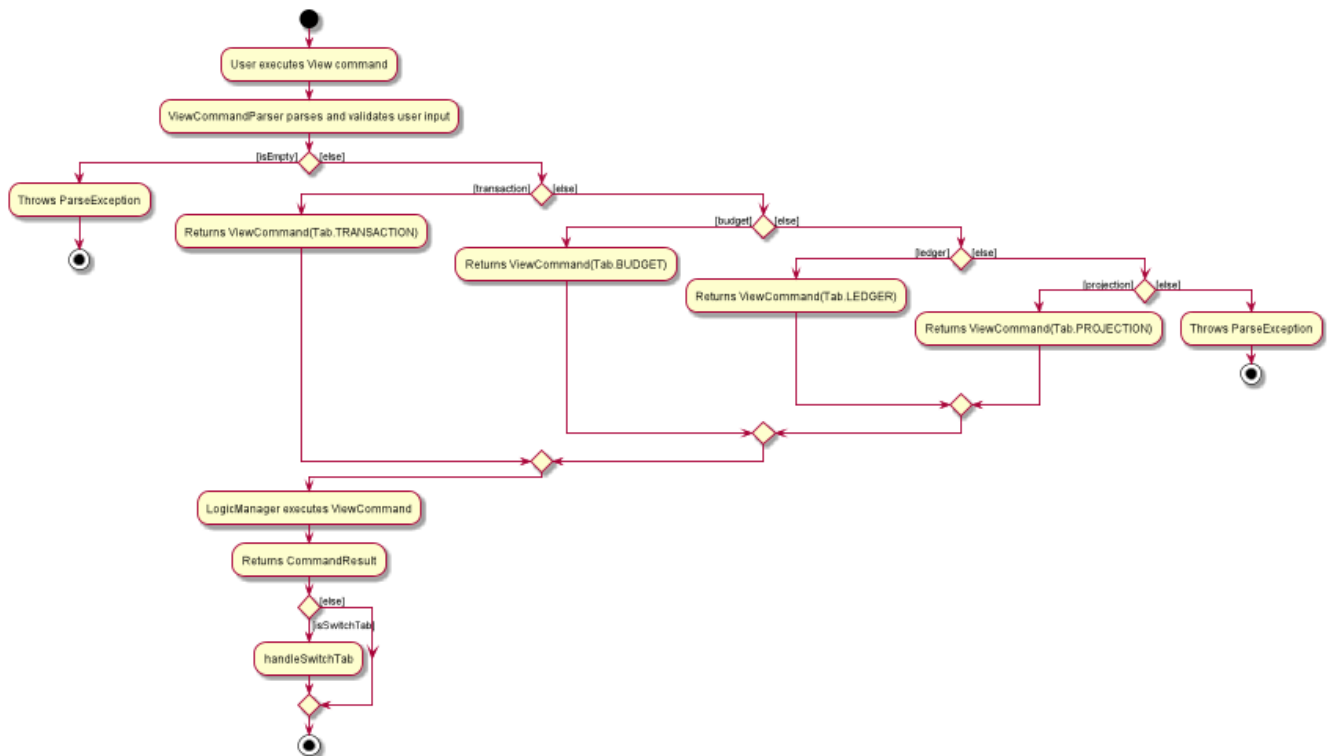 User executes View command
ViewCommandParser parses and validates user input
[isEmpty]
[else]
Throws ParseException
[transaction]
[else]
Returns ViewCommand(Tab.TRANSACTION)
[budget]
[else]
Returns ViewCommand(Tab.BUDGET)
[ledger]
[else]
Returns ViewCommand(Tab.LEDGER)
[projection]
[else]
Returns ViewCommand(Tab.PROJECTION)
Throws ParseException
LogicManager executes ViewCommand
Returns CommandResult
[else]
[isSwitchTab]
handleSwitchTab